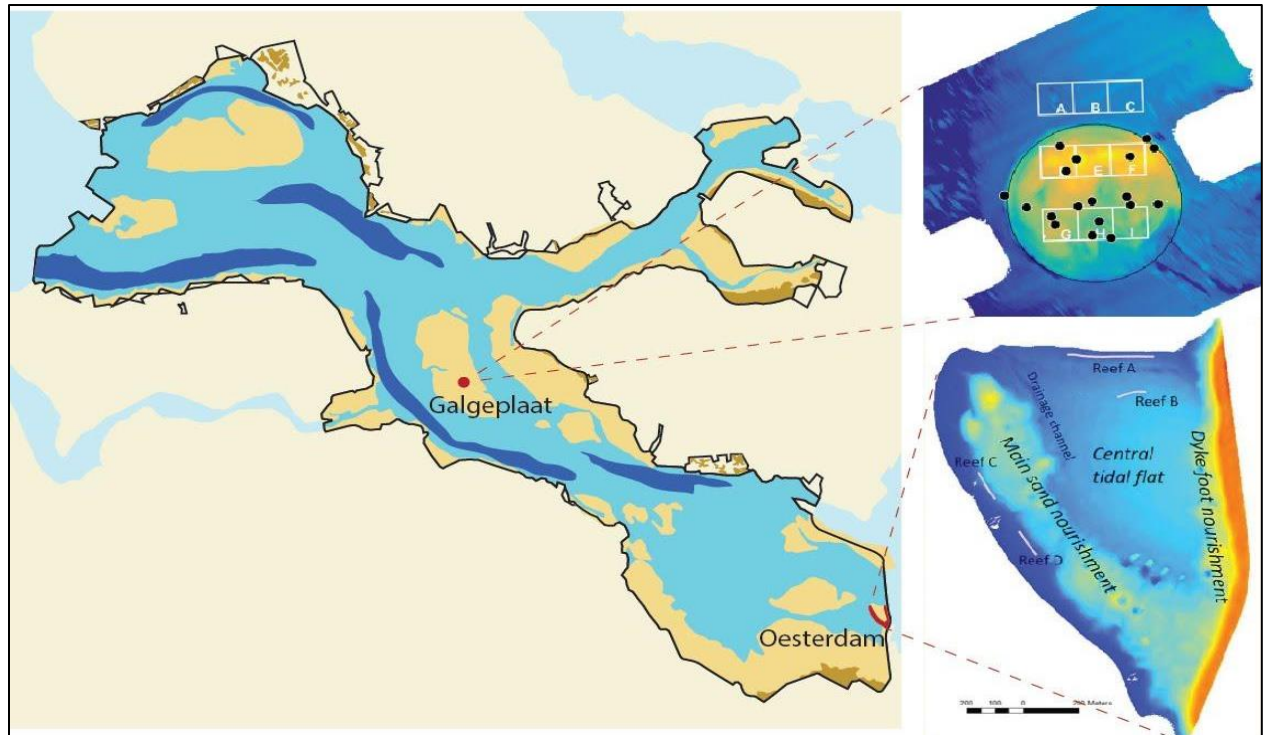 Galgeplaat
Oesterdam
A B C
E F
G H I
Reef A
Reef B
Drainage channel
Central
tidal flat
Main sand nourishment
Dyke foot nourishment
Reef C
Reef D
200 100 0 200 Meters